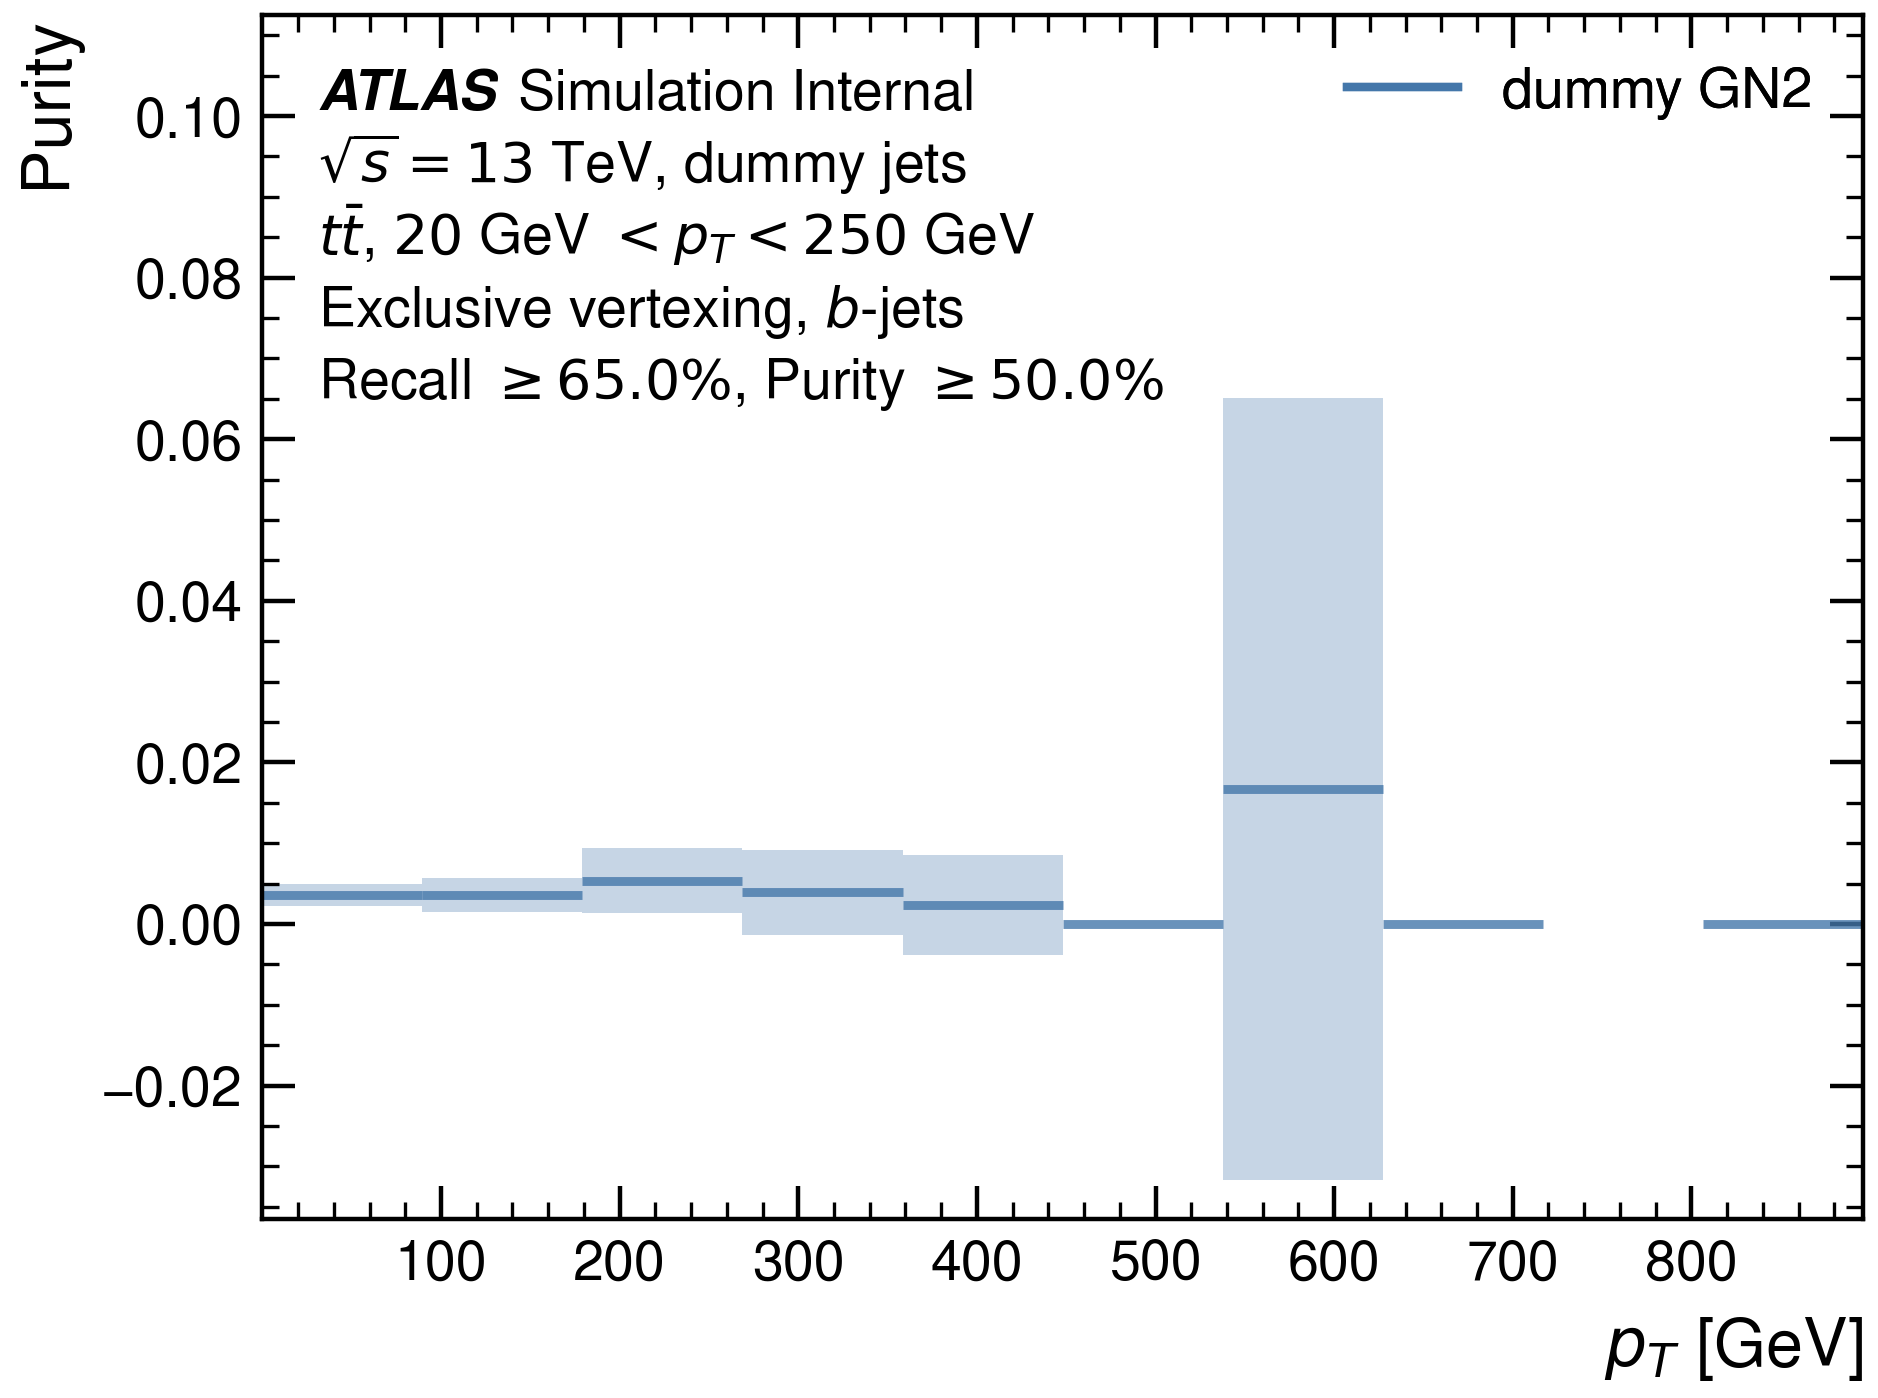 Purity
ATLAS Simulation Internal
√s = 13 TeV, dummy jets
tt̄, 20 GeV < p_T < 250 GeV
Exclusive vertexing, b-jets
Recall ≥ 65.0%, Purity ≥ 50.0%
dummy GN2
0.10
0.08
0.06
0.04
0.02
0.00
−0.02
100 200 300 400 500 600 700 800
p_T [GeV]